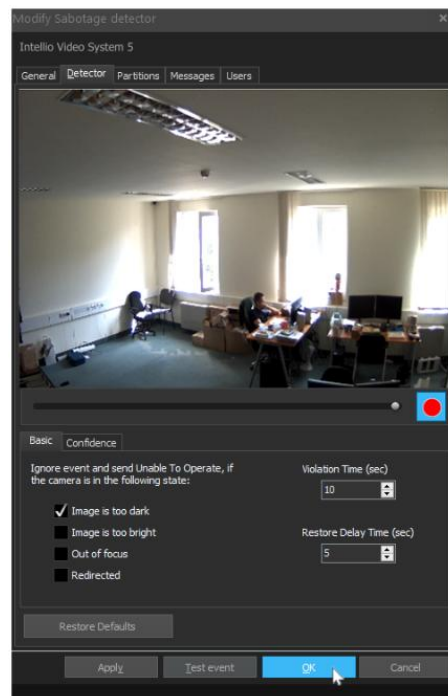 Modify Sabotage detector
Intellio Video System 5
General Detector Partitions Messages Users
Basic Confidence
Ignore event and send Unable To Operate, if
the camera is in the following state:
Image is too dark
Image is too bright
Out of focus
Redirected
Violation Time (sec)
10
Restore Delay Time (sec)
5
Restore Defaults
Apply Test event OK Cancel